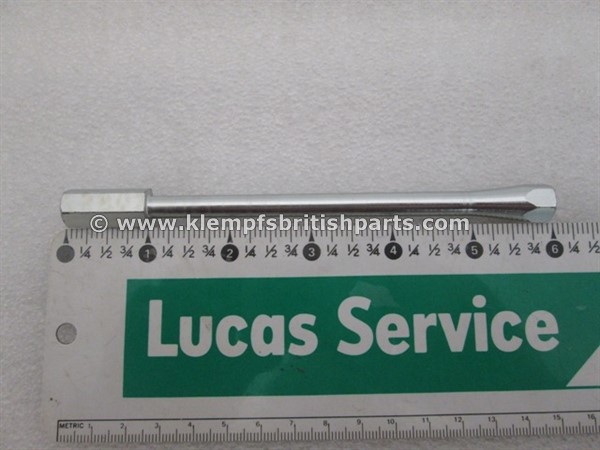 © www.klempfsbritishparts.com
¼ ½ ¾ 1 ¼ ½ ¾ 2 ¼ ½ ¾ 3 ¼ ½ ¾ 4 ¼ ½ ¾ 5 ¼ ½ ¾ 6 ¼ ½
Lucas Service
METRIC 1 2 3 4 5 6 7 8 9 10 11 12 13 14 15 16